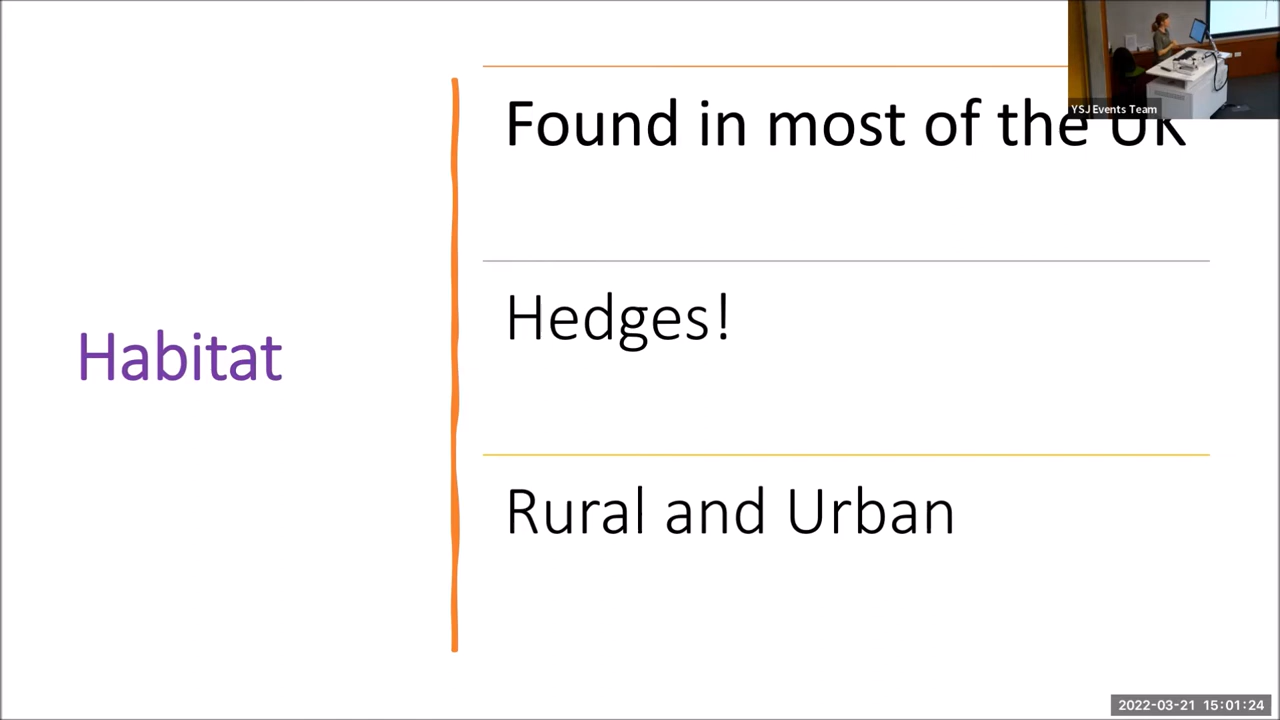 YSJ Events Team
Found in most of the UK
Hedges!
Habitat
Rural and Urban
2022-03-21 15:01:24